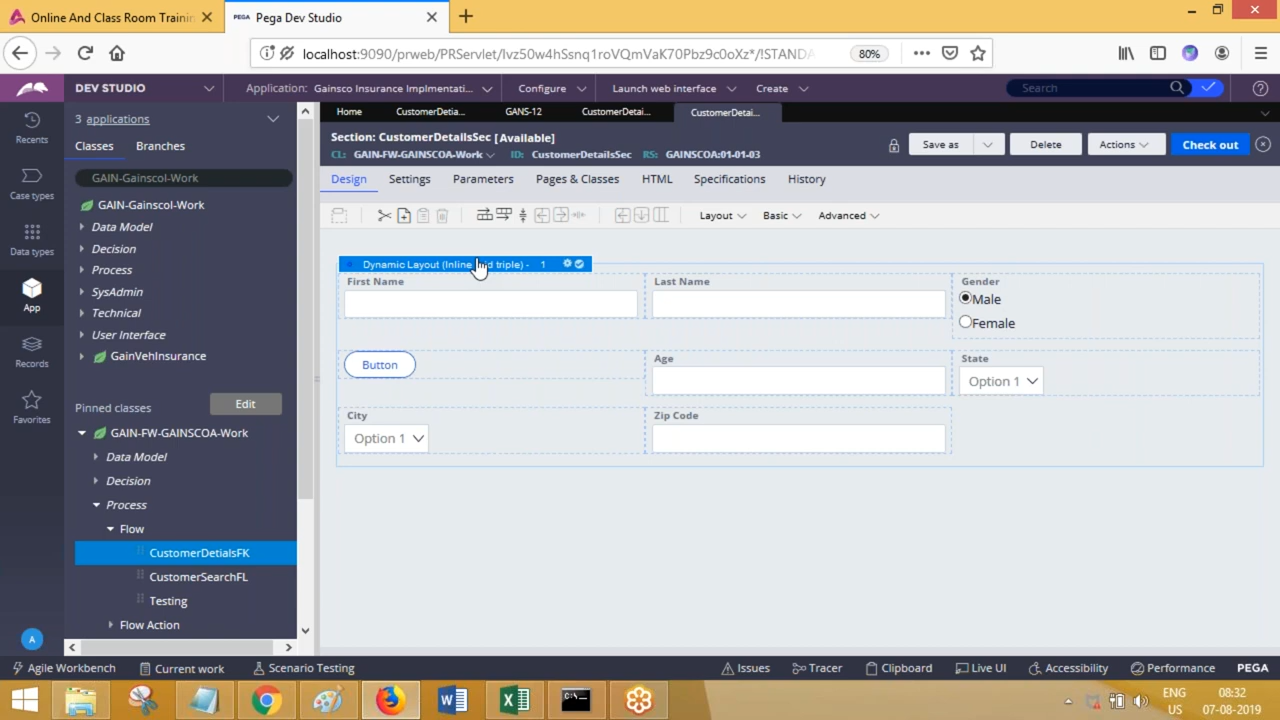 Online And Class Room Trainin
PEGA Pega Dev Studio
localhost:9090/prweb/PRServlet/Ivz50w4hSsnq1roVQmVaK70Pbz9c0oXz*/!STANDA
80%
DEV STUDIO
Application: Gainsco Insurance Implmentati...
Configure
Launch web interface
Create
Search
Recents
Case types
Data types
App
Records
Favorites
A
3 applications
Classes
Branches
GAIN-Gainscol-Work
GAIN-Gainscol-Work
Data Model
Decision
Process
SysAdmin
Technical
User Interface
GainVehInsurance
Pinned classes
Edit
GAIN-FW-GAINSCOA-Work
Data Model
Decision
Process
Flow
CustomerDetialsFK
CustomerSearchFL
Testing
Flow Action
Home
CustomerDetia...
GANS-12
CustomerDetai...
CustomerDetai...
Section: CustomerDetailsSec [Available]
CL: GAIN-FW-GAINSCOA-Work ID: CustomerDetailsSec RS: GAINSCOA:01-01-03
Save as
Delete
Actions
Check out
Design
Settings
Parameters
Pages & Classes
HTML
Specifications
History
Layout
Basic
Advanced
Dynamic Layout (Inline grid triple) - 1
First Name
Last Name
Gender
Male
Female
Button
Age
State
Option 1
City
Zip Code
Option 1
Agile Workbench
Current work
Scenario Testing
Issues
Tracer
Clipboard
Live UI
Accessibility
Performance
PEGA
ENG
US
08:32
07-08-2019